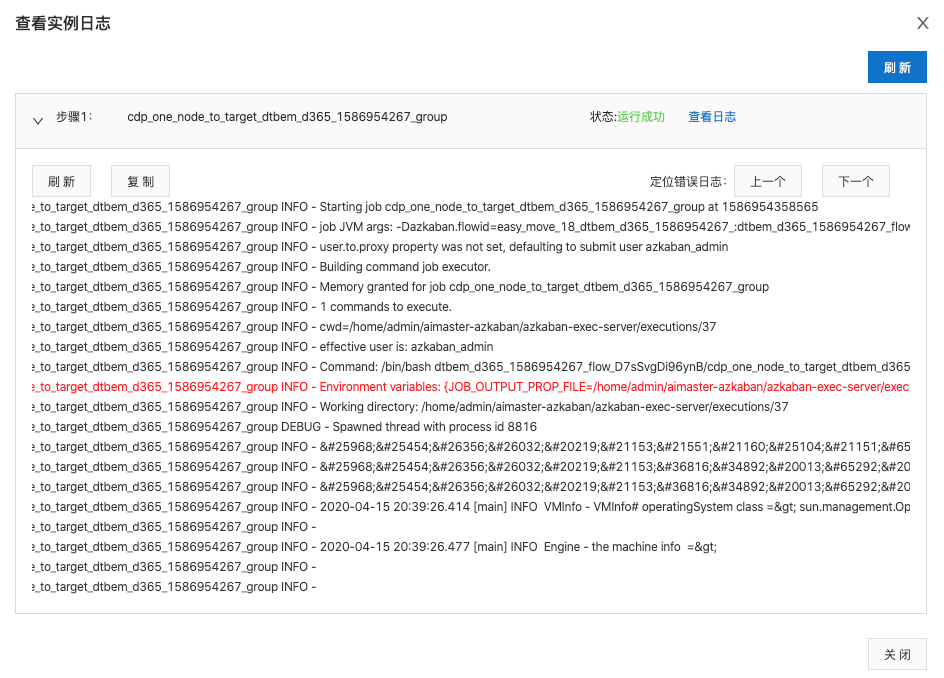 查看实例日志
刷 新
步骤1: cdp_one_node_to_target_dtbem_d365_1586954267_group 状态:运行成功 查看日志
刷 新 复 制 定位错误日志: 上一个 下一个
e_to_target_dtbem_d365_1586954267_group INFO - Starting job cdp_one_node_to_target_dtbem_d365_1586954267_group at 1586954358565
e_to_target_dtbem_d365_1586954267_group INFO - job JVM args: -Dazkaban.flowid=easy_move_18_dtbem_d365_1586954267_:dtbem_d365_1586954267_flow
e_to_target_dtbem_d365_1586954267_group INFO - user.to.proxy property was not set, defaulting to submit user azkaban_admin
e_to_target_dtbem_d365_1586954267_group INFO - Building command job executor.
e_to_target_dtbem_d365_1586954267_group INFO - Memory granted for job cdp_one_node_to_target_dtbem_d365_1586954267_group
e_to_target_dtbem_d365_1586954267_group INFO - 1 commands to execute.
e_to_target_dtbem_d365_1586954267_group INFO - cwd=/home/admin/aimaster-azkaban/azkaban-exec-server/executions/37
e_to_target_dtbem_d365_1586954267_group INFO - effective user is: azkaban_admin
e_to_target_dtbem_d365_1586954267_group INFO - Command: /bin/bash dtbem_d365_1586954267_flow_D7sSvgDi96ynB/cdp_one_node_to_target_dtbem_d365
e_to_target_dtbem_d365_1586954267_group INFO - Environment variables: {JOB_OUTPUT_PROP_FILE=/home/admin/aimaster-azkaban/azkaban-exec-server/exec
e_to_target_dtbem_d365_1586954267_group INFO - Working directory: /home/admin/aimaster-azkaban/azkaban-exec-server/executions/37
e_to_target_dtbem_d365_1586954267_group DEBUG - Spawned thread with process id 8816
e_to_target_dtbem_d365_1586954267_group INFO - &#25968;&#25454;&#26356;&#26032;&#20219;&#21153;&#21551;&#21160;&#25104;&#21151;&#65
e_to_target_dtbem_d365_1586954267_group INFO - &#25968;&#25454;&#26356;&#26032;&#20219;&#21153;&#36816;&#34892;&#20013;&#65292;&#20
e_to_target_dtbem_d365_1586954267_group INFO - &#25968;&#25454;&#26356;&#26032;&#20219;&#21153;&#36816;&#34892;&#20013;&#65292;&#20
e_to_target_dtbem_d365_1586954267_group INFO - 2020-04-15 20:39:26.414 [main] INFO  VMInfo - VMInfo# operatingSystem class =&gt; sun.management.Op
e_to_target_dtbem_d365_1586954267_group INFO -
e_to_target_dtbem_d365_1586954267_group INFO - 2020-04-15 20:39:26.477 [main] INFO  Engine - the machine info  =&gt;
e_to_target_dtbem_d365_1586954267_group INFO -
e_to_target_dtbem_d365_1586954267_group INFO -
关 闭